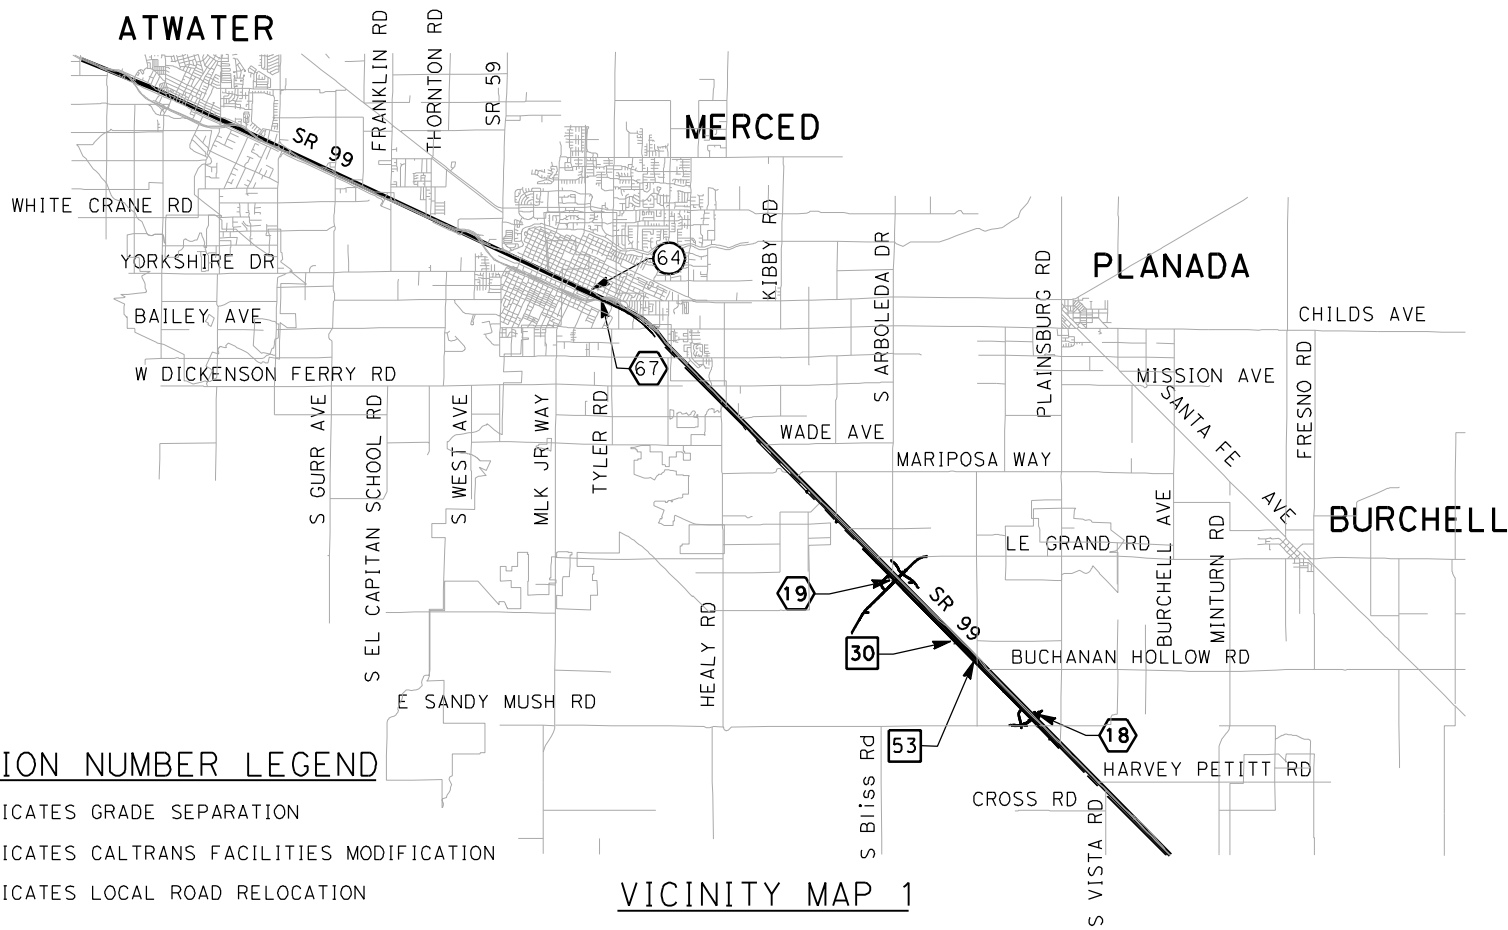 ATWATER
FRANKLIN RD
THORNTON RD
SR 59
MERCED
SR 99
WHITE CRANE RD
KIBBY RD
S ARBOLEDA DR
PLAINSBURG RD
PLANADA
YORKSHIRE DR
64
BAILEY AVE
CHILDS AVE
67
W DICKENSON FERRY RD
MISSION AVE
FRESNO RD
SANTA FE AVE
S GURR AVE
S EL CAPITAN SCHOOL RD
S WEST AVE
MLK JR WAY
TYLER RD
WADE AVE
MARIPOSA WAY
BURCHELL AVE
MINTURN RD
BURCHELL
LE GRAND RD
19
SR 99
30
HEALY RD
BUCHANAN HOLLOW RD
E SANDY MUSH RD
53
18
S Bliss Rd
HARVEY PETITT RD
CROSS RD
S VISTA RD
ION NUMBER LEGEND
ICATES GRADE SEPARATION
ICATES CALTRANS FACILITIES MODIFICATION
ICATES LOCAL ROAD RELOCATION
VICINITY MAP 1